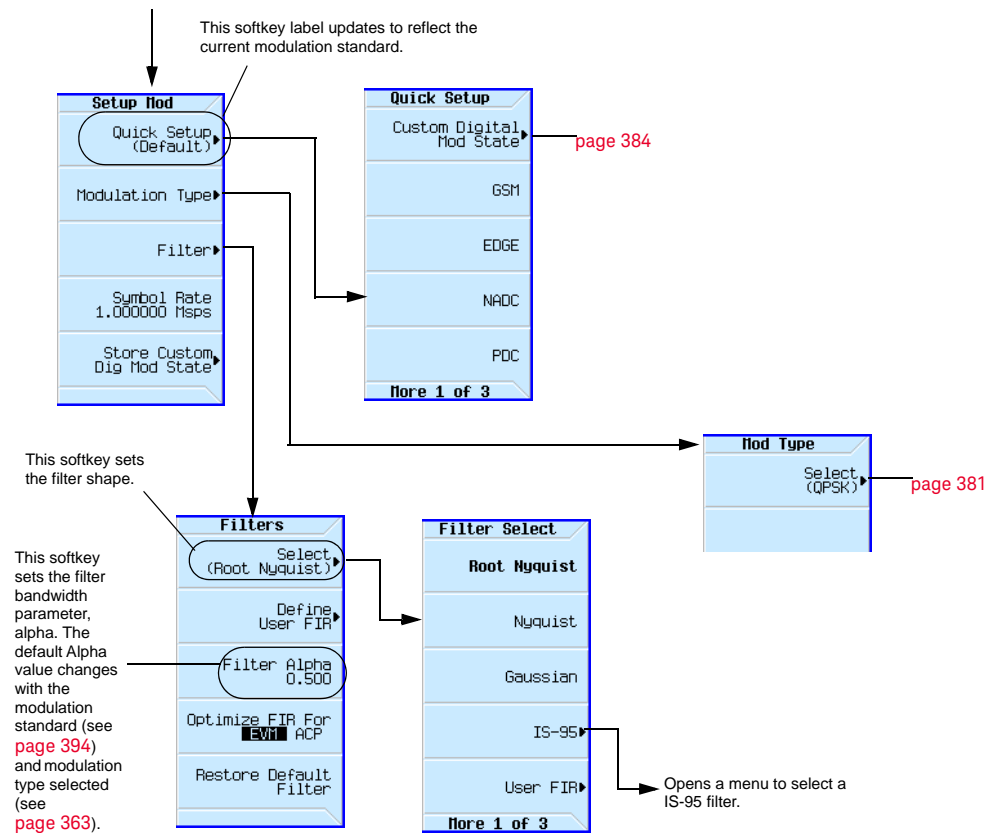 This softkey label updates to reflect the
current modulation standard.
Setup Mod
Quick Setup
(Default)
Modulation Type
Filter
Symbol Rate
1.000000 Msps
Store Custom
Dig Mod State
Quick Setup
Custom Digital
Mod State
page 384
GSM
EDGE
NADC
PDC
More 1 of 3
Mod Type
Select
(QPSK)
page 381
This softkey sets
the filter shape.
This softkey
sets the filter
bandwidth
parameter,
alpha. The
default Alpha
value changes
with the
modulation
standard (see
page 394)
and modulation
type selected
(see
page 363).
Filters
Select
(Root Nyquist)
Define
User FIR
Filter Alpha
0.500
Optimize FIR For
EVM ACP
Restore Default
Filter
Filter Select
Root Nyquist
Nyquist
Gaussian
IS-95
User FIR
More 1 of 3
Opens a menu to select a
IS-95 filter.